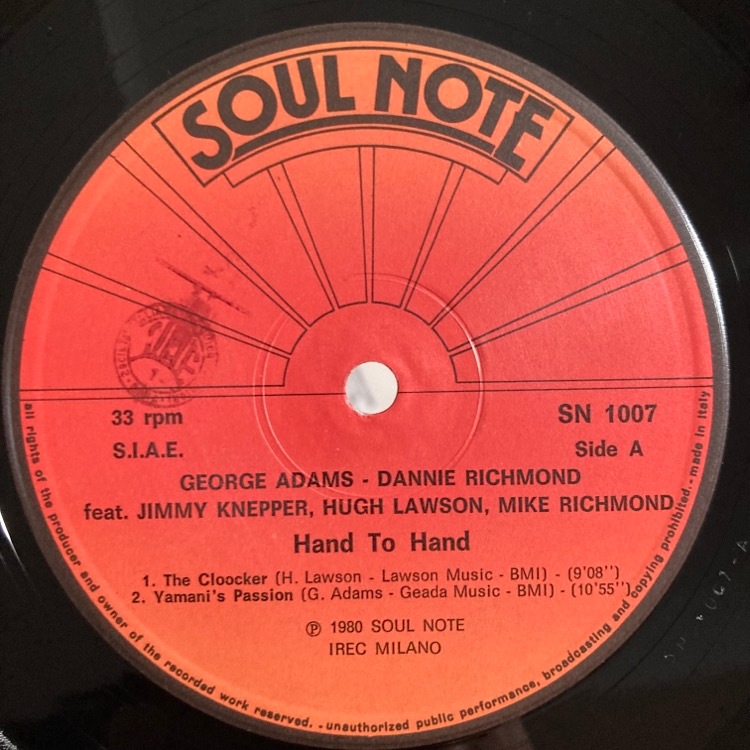 SOUL NOTE
33 rpm
SN 1007
S.I.A.E.
Side A
GEORGE ADAMS - DANNIE RICHMOND
feat. JIMMY KNEPPER, HUGH LAWSON, MIKE RICHMOND
Hand To Hand
1. The Cloocker (H. Lawson - Lawson Music - BMI) - (9'08")
2. Yamani's Passion (G. Adams - Geada Music - BMI) - (10'55")
℗ 1980 SOUL NOTE
IREC MILANO
all rights of the producer and owner of the recorded work reserved. - unauthorized public performance, broadcasting and copying prohibited. - made in Italy